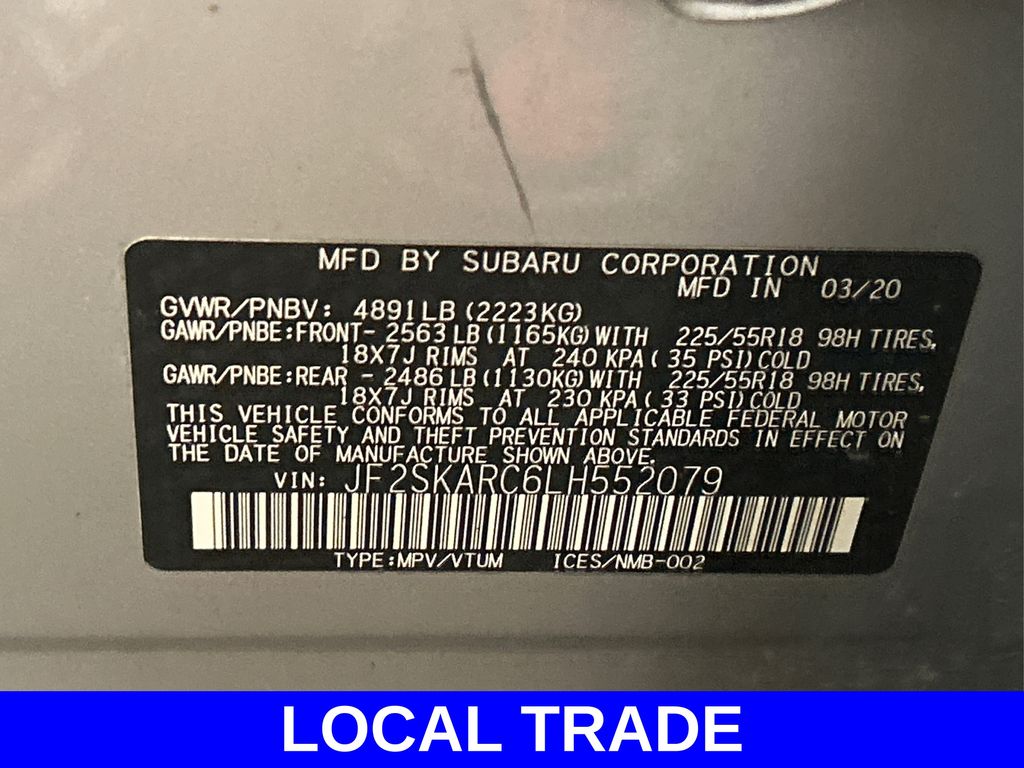 MFD BY SUBARU CORPORATION
MFD IN 03/20
GVWR/PNBV: 4891LB (2223KG)
GAWR/PNBE:FRONT- 2563 LB (1165KG) WITH 225/55R18 98H TIRES,
18X7J RIMS AT 240 KPA ( 35 PSI) COLD
GAWR/PNBE:REAR - 2486 LB (1130KG) WITH 225/55R18 98H TIRES,
18X7J RIMS AT 230 KPA ( 33 PSI) COLD
THIS VEHICLE CONFORMS TO ALL APPLICABLE FEDERAL MOTOR
VEHICLE SAFETY AND THEFT PREVENTION STANDARDS IN EFFECT ON
THE DATE OF MANUFACTURE SHOWN ABOVE.
VIN: JF2SKARC6LH552079
TYPE:MPV/VTUM ICES/NMB-002
LOCAL TRADE